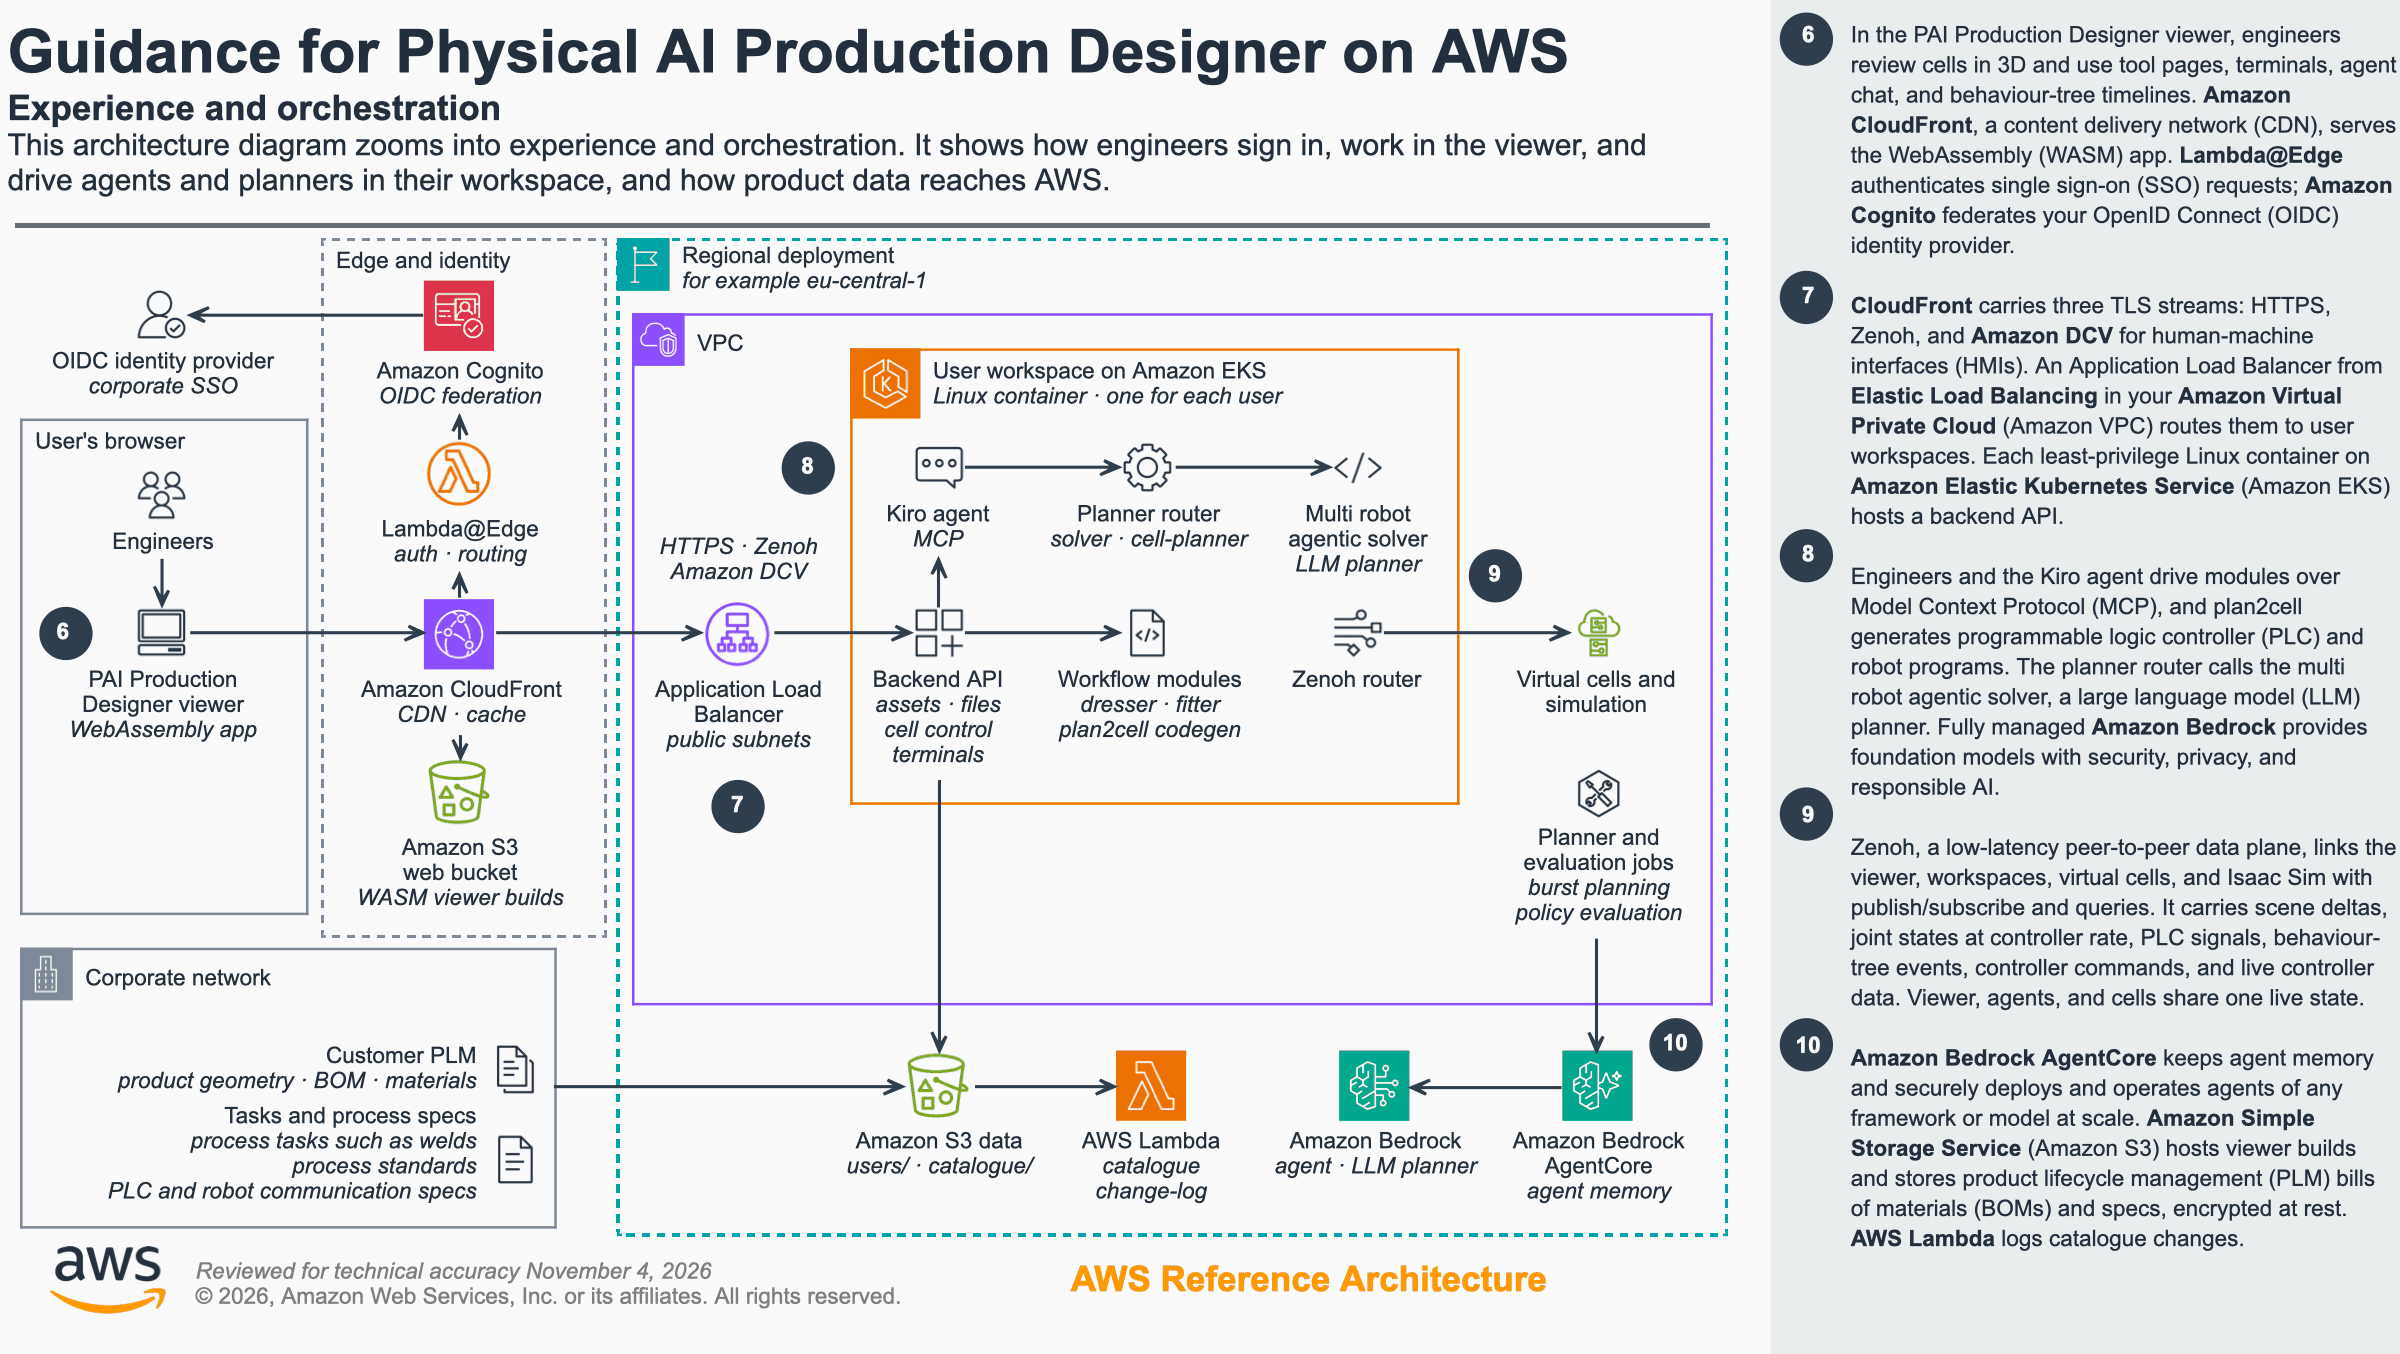 Guidance for Physical AI Production Designer on AWS
Experience and orchestration
This architecture diagram zooms into experience and orchestration. It shows how engineers sign in, work in the viewer, and
drive agents and planners in their workspace, and how product data reaches AWS.
OIDC identity provider
corporate SSO
User's browser
Engineers
6
PAI Production
Designer viewer
WebAssembly app
Edge and identity
Amazon Cognito
OIDC federation
Lambda@Edge
auth · routing
Amazon CloudFront
CDN · cache
Amazon S3
web bucket
WASM viewer builds
Corporate network
Customer PLM
product geometry · BOM · materials
Tasks and process specs
process tasks such as welds
process standards
PLC and robot communication specs
Regional deployment
for example eu-central-1
VPC
HTTPS · Zenoh
Amazon DCV
Application Load
Balancer
public subnets
7
8
User workspace on Amazon EKS
Linux container · one for each user
Kiro agent
MCP
Planner router
solver · cell-planner
Multi robot
agentic solver
LLM planner
Backend API
assets · files
cell control
terminals
Workflow modules
dresser · fitter
plan2cell codegen
Zenoh router
9
Virtual cells and
simulation
Planner and
evaluation jobs
burst planning
policy evaluation
10
Amazon S3 data
users/ · catalogue/
AWS Lambda
catalogue
change-log
Amazon Bedrock
agent · LLM planner
Amazon Bedrock
AgentCore
agent memory
aws
Reviewed for technical accuracy November 4, 2026
© 2026, Amazon Web Services, Inc. or its affiliates. All rights reserved.
AWS Reference Architecture
6
In the PAI Production Designer viewer, engineers
review cells in 3D and use tool pages, terminals, agent
chat, and behaviour-tree timelines. Amazon
CloudFront, a content delivery network (CDN), serves
the WebAssembly (WASM) app. Lambda@Edge
authenticates single sign-on (SSO) requests; Amazon
Cognito federates your OpenID Connect (OIDC)
identity provider.
7
CloudFront carries three TLS streams: HTTPS,
Zenoh, and Amazon DCV for human-machine
interfaces (HMIs). An Application Load Balancer from
Elastic Load Balancing in your Amazon Virtual
Private Cloud (Amazon VPC) routes them to user
workspaces. Each least-privilege Linux container on
Amazon Elastic Kubernetes Service (Amazon EKS)
hosts a backend API.
8
Engineers and the Kiro agent drive modules over
Model Context Protocol (MCP), and plan2cell
generates programmable logic controller (PLC) and
robot programs. The planner router calls the multi
robot agentic solver, a large language model (LLM)
planner. Fully managed Amazon Bedrock provides
foundation models with security, privacy, and
responsible AI.
9
Zenoh, a low-latency peer-to-peer data plane, links the
viewer, workspaces, virtual cells, and Isaac Sim with
publish/subscribe and queries. It carries scene deltas,
joint states at controller rate, PLC signals, behaviour-
tree events, controller commands, and live controller
data. Viewer, agents, and cells share one live state.
10
Amazon Bedrock AgentCore keeps agent memory
and securely deploys and operates agents of any
framework or model at scale. Amazon Simple
Storage Service (Amazon S3) hosts viewer builds
and stores product lifecycle management (PLM) bills
of materials (BOMs) and specs, encrypted at rest.
AWS Lambda logs catalogue changes.